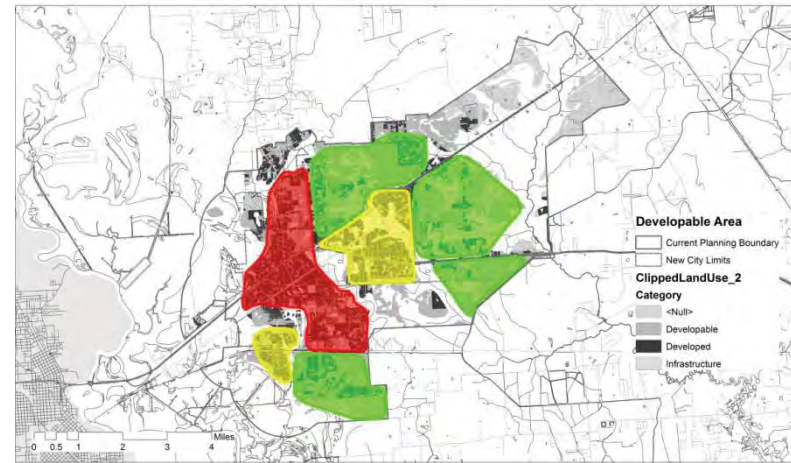 Developable Area
Current Planning Boundary
New City Limits
ClippedLandUse_2
Category
<Null>
Developable
Developed
Infrastructure
Miles
0 0.5 1 2 3 4